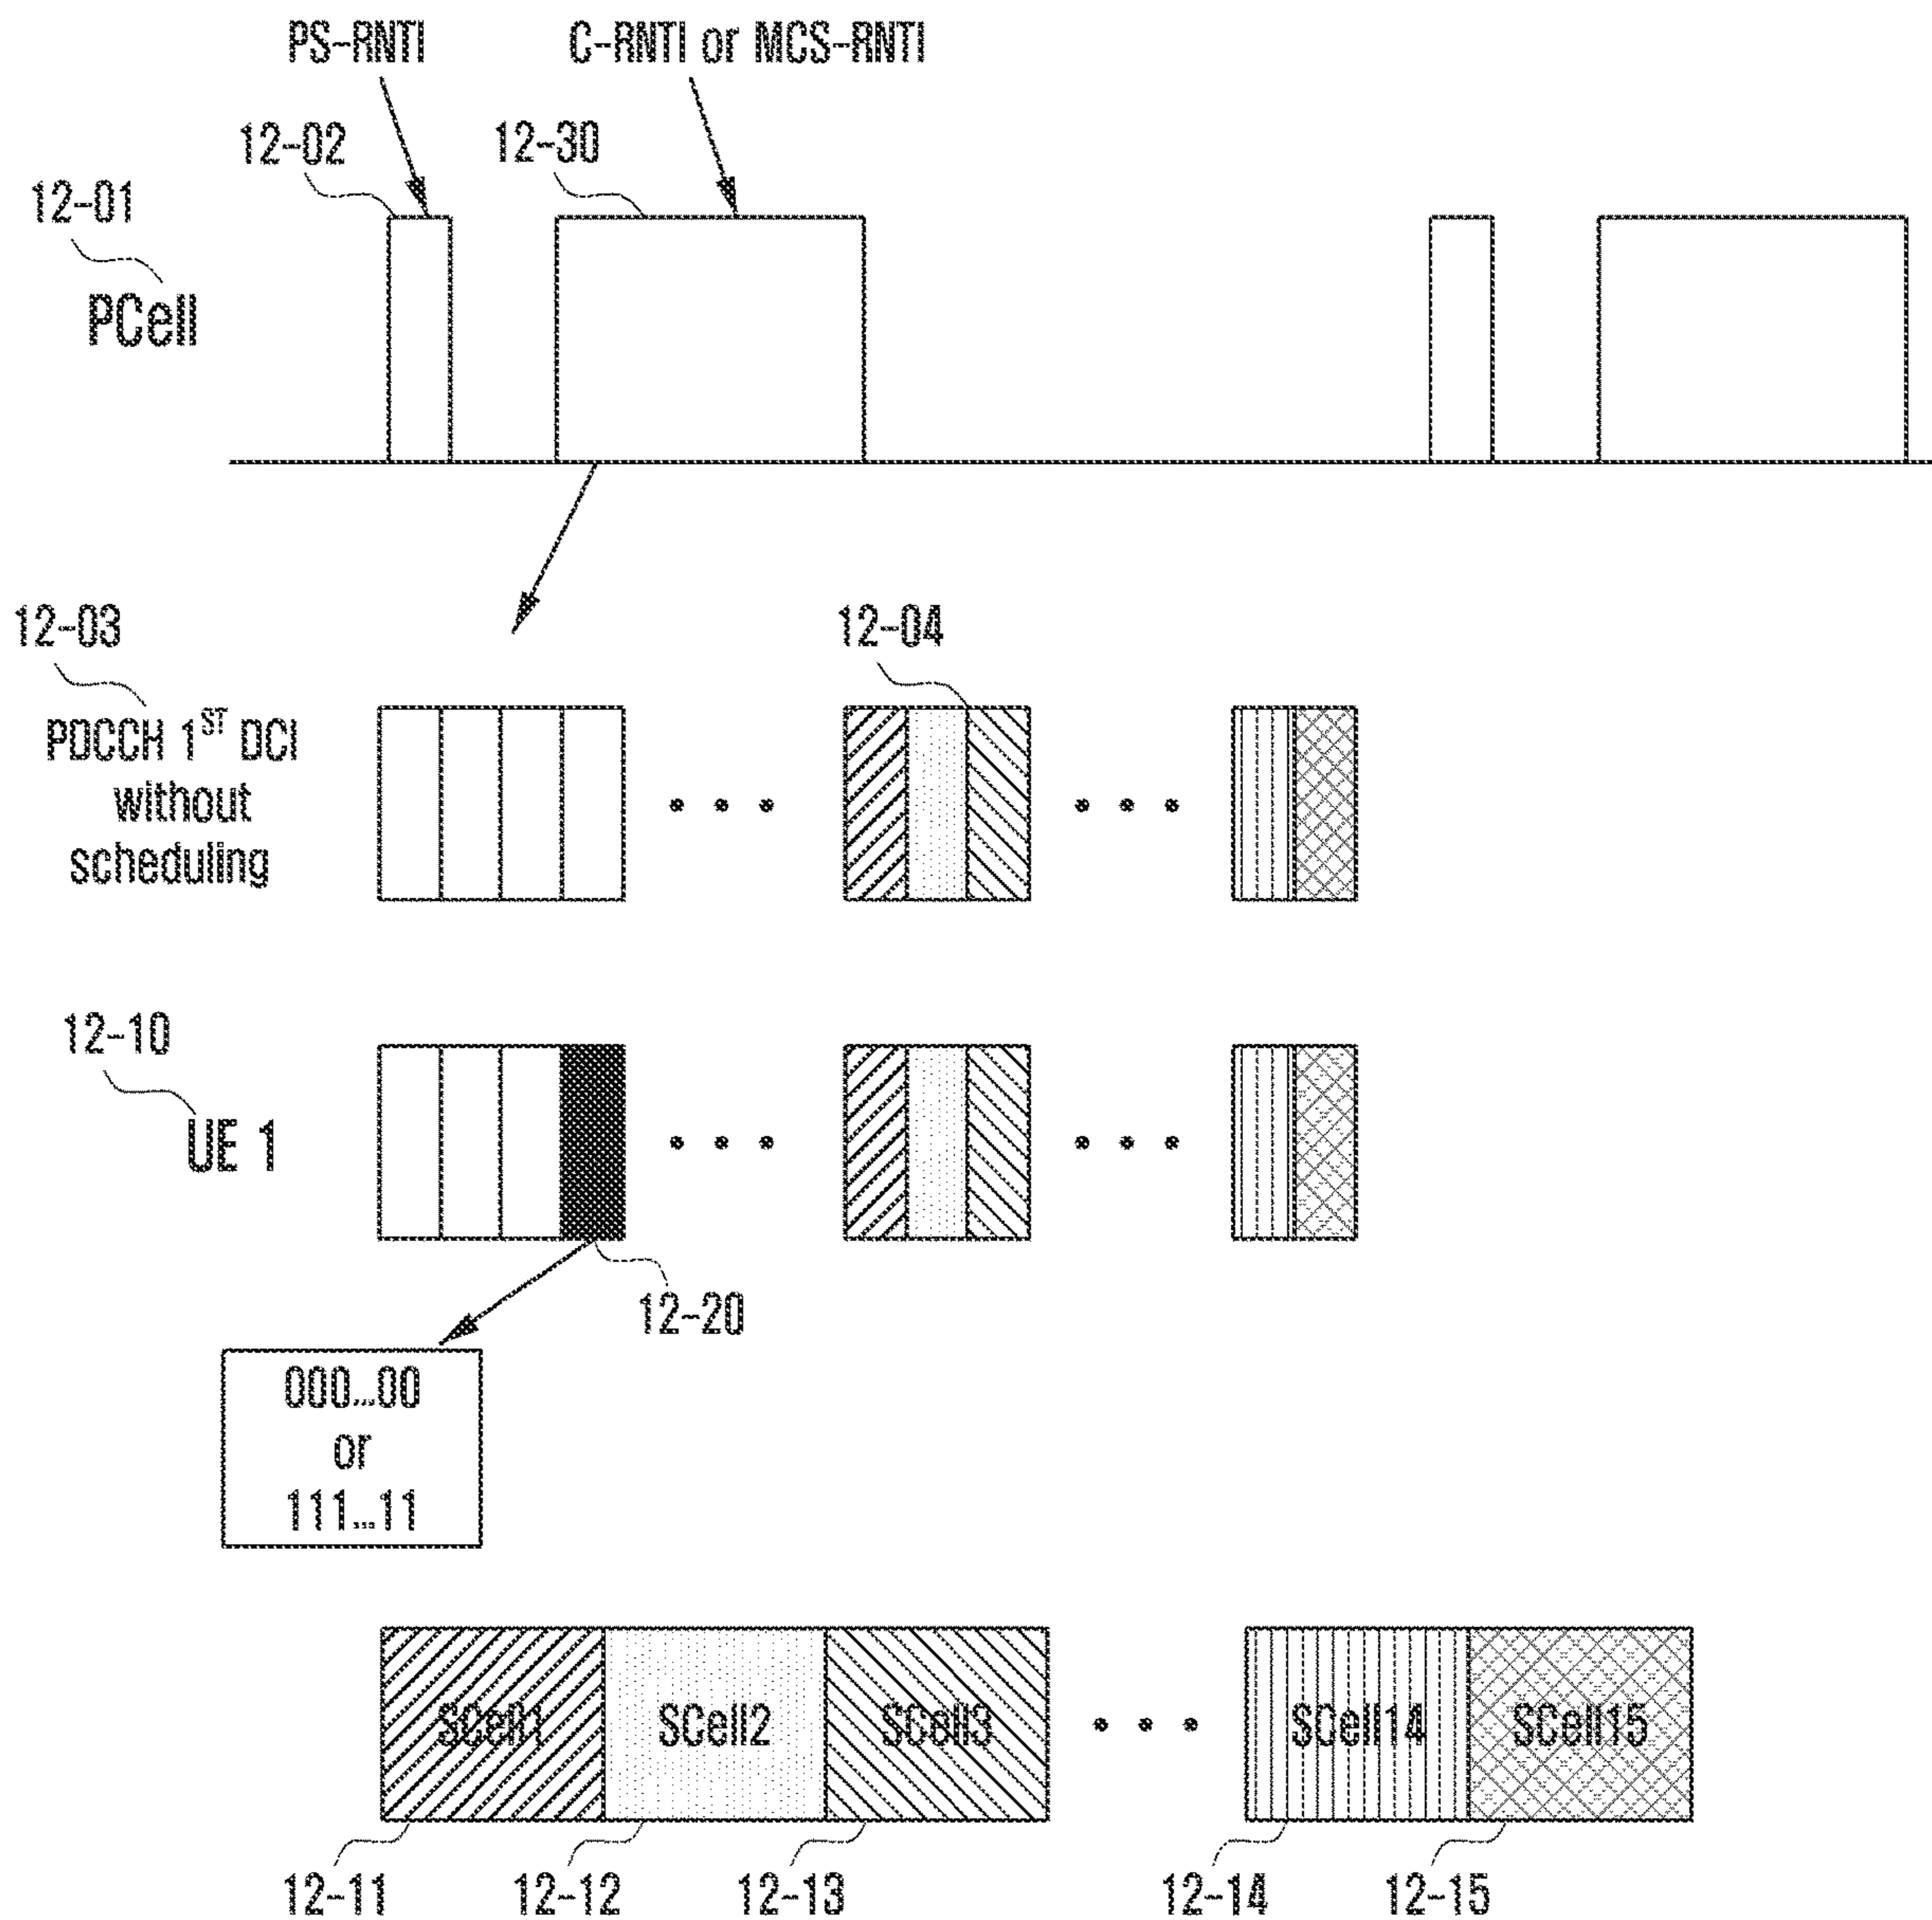 PS-RNTI
C-RNTI or MCS-RNTI
12-02
12-30
12-01
PCell
12-03
12-04
PDCCH 1ST DCI
without
scheduling
12-10
UE 1
12-20
000...00
or
111...11
SCell1
SCell2
SCell3
SCell14
SCell15
12-11
12-12
12-13
12-14
12-15